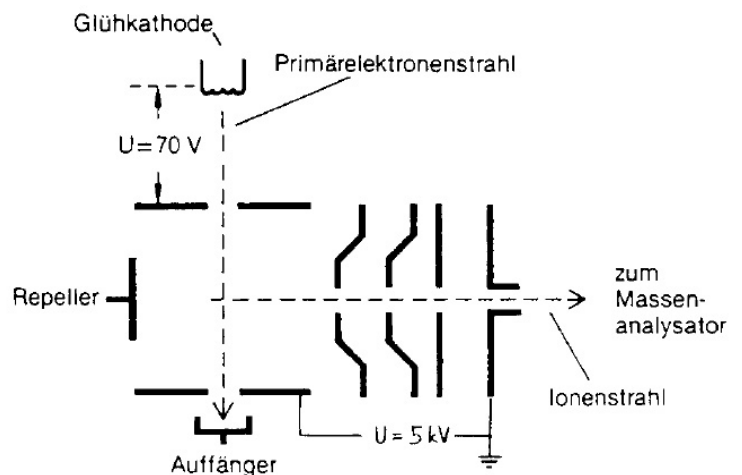 Glühkathode
Primärelektronenstrahl
U=70 V
Repeller
zum
Massen-
analysator
Ionenstrahl
U=5 kV
Auffänger